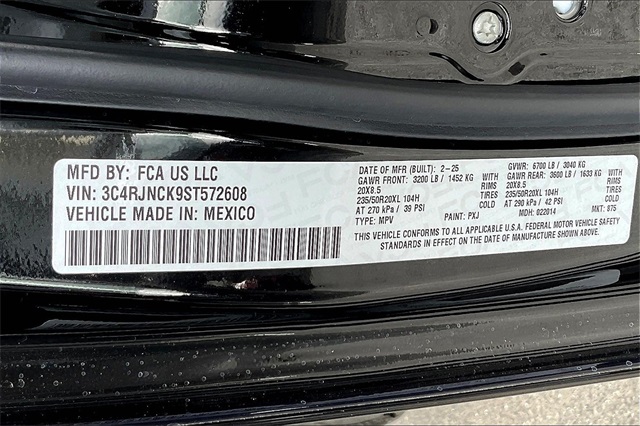 MFD BY: FCA US LLC
VIN: 3C4RJNCK9ST572608
VEHICLE MADE IN: MEXICO
DATE OF MFR (BUILT): 2-25 GVWR: 6700 LB / 3040 KG
GAWR FRONT: 3200 LB / 1452 KG GAWR REAR: 3600 LB / 1633 KG
20X8.5 TIRES 20X8.5 TIRES
235/50R20XL 104H 235/50R20XL 104H
AT 270 kPa / 39 PSI COLD AT 290 kPa / 42 PSI COLD
TYPE: MPV PAINT: PXJ MDH: 022014 MKT: 875
THIS VEHICLE CONFORMS TO ALL APPLICABLE U.S.A. FEDERAL MOTOR VEHICLE SAFETY
STANDARDS IN EFFECT ON THE DATE OF MANUFACTURE SHOWN ABOVE.